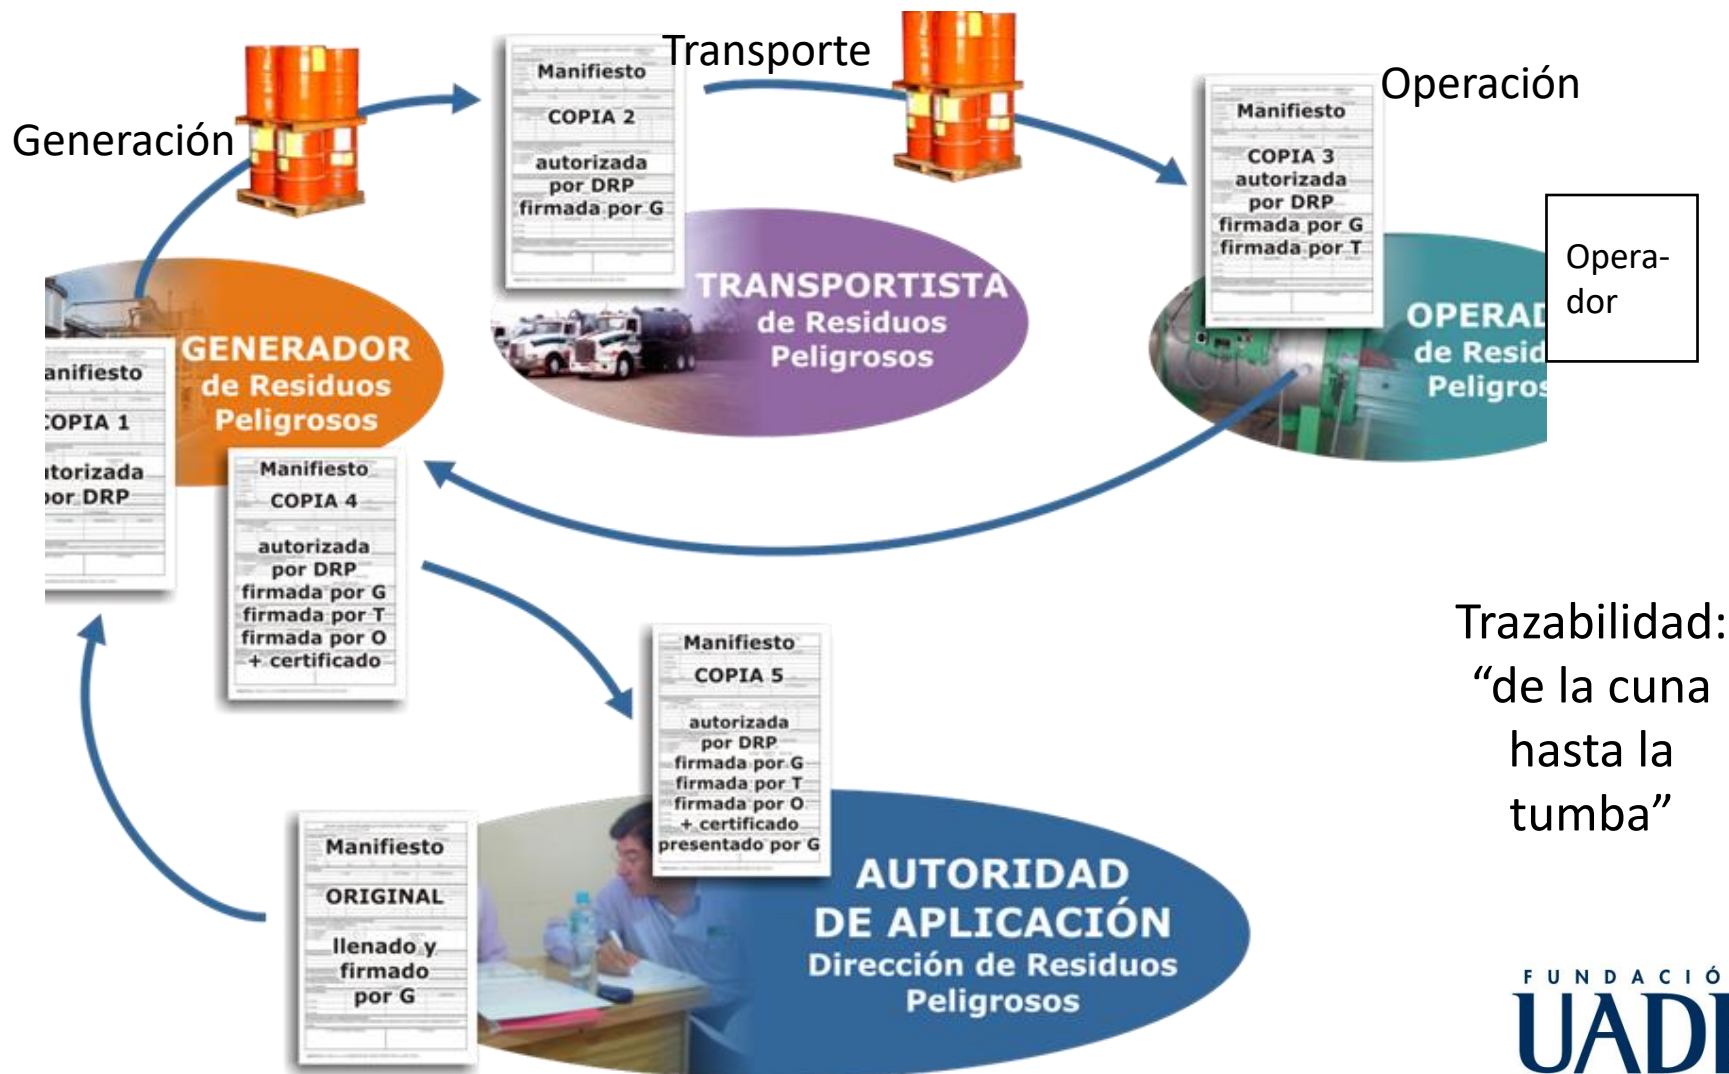 Generación
Transporte
Operación
Manifiesto
COPIA 2
autorizada
por DRP
firmada por G
Manifiesto
COPIA 3
autorizada
por DRP
firmada por G
firmada por T
TRANSPORTISTA
de Residuos
Peligrosos
Opera-
dor
OPERAD
de Resid
Peligros
GENERADOR
de Residuos
Peligrosos
anifiesto
COPIA 1
utorizada
por DRP
Manifiesto
COPIA 4
autorizada
por DRP
firmada por G
firmada por T
firmada por O
+ certificado
Manifiesto
COPIA 5
autorizada
por DRP
firmada por G
firmada por T
firmada por O
+ certificado
presentado por G
Trazabilidad:
“de la cuna
hasta la
tumba”
Manifiesto
ORIGINAL
llenado y
firmado
por G
AUTORIDAD
DE APLICACIÓN
Dirección de Residuos
Peligrosos
FUNDACIÓ
UADE